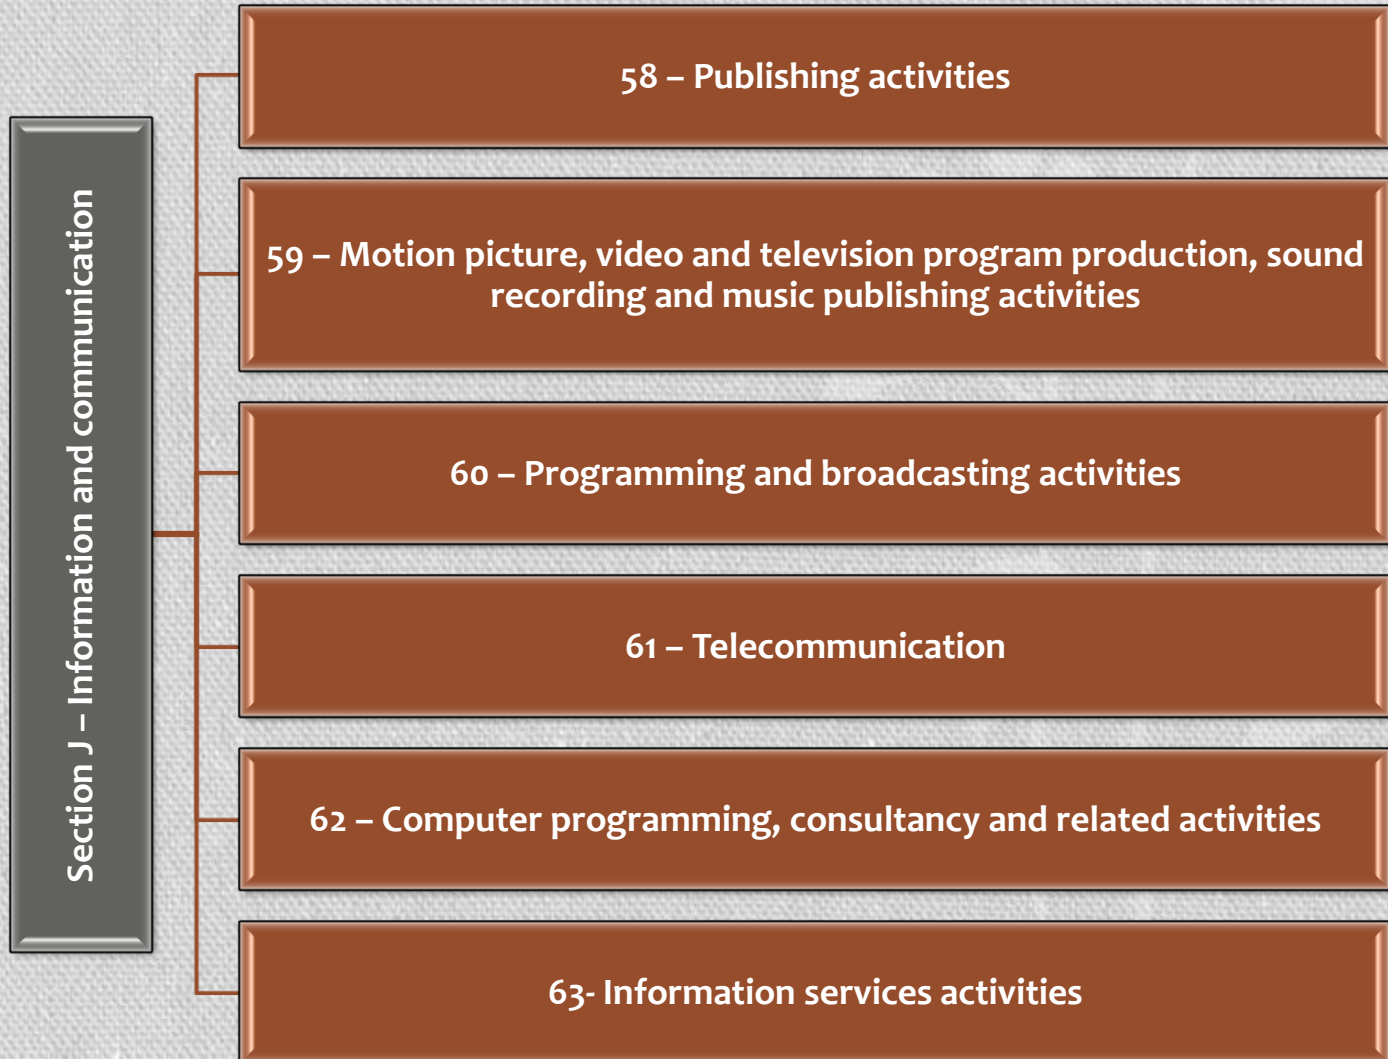 Section J – Information and communication
58 – Publishing activities
59 – Motion picture, video and television program production, sound
recording and music publishing activities
60 – Programming and broadcasting activities
61 – Telecommunication
62 – Computer programming, consultancy and related activities
63- Information services activities